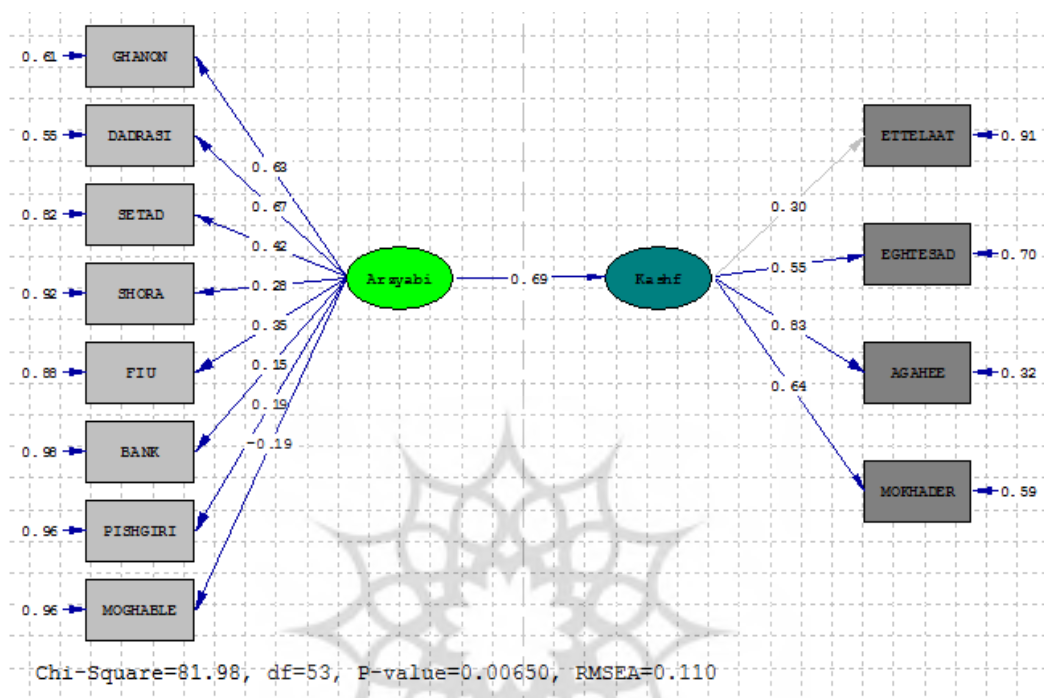 0.61 GHANON
0.55 DADRASI
0.82 SETAD
0.92 SHORA
0.88 FIU
0.98 BANK
0.96 PISHGIRI
0.96 MOGHABLE
0.63
0.67
0.42
0.28
0.35
0.15
0.19
-0.19
Arsyabi
0.69
Kashf
0.30
0.55
0.83
0.64
ETTELAAT 0.91
EGHTESAD 0.70
AGAHEE 0.32
MOKHADER 0.59
Chi-Square=81.98, df=53, P-value=0.00650, RMSEA=0.110